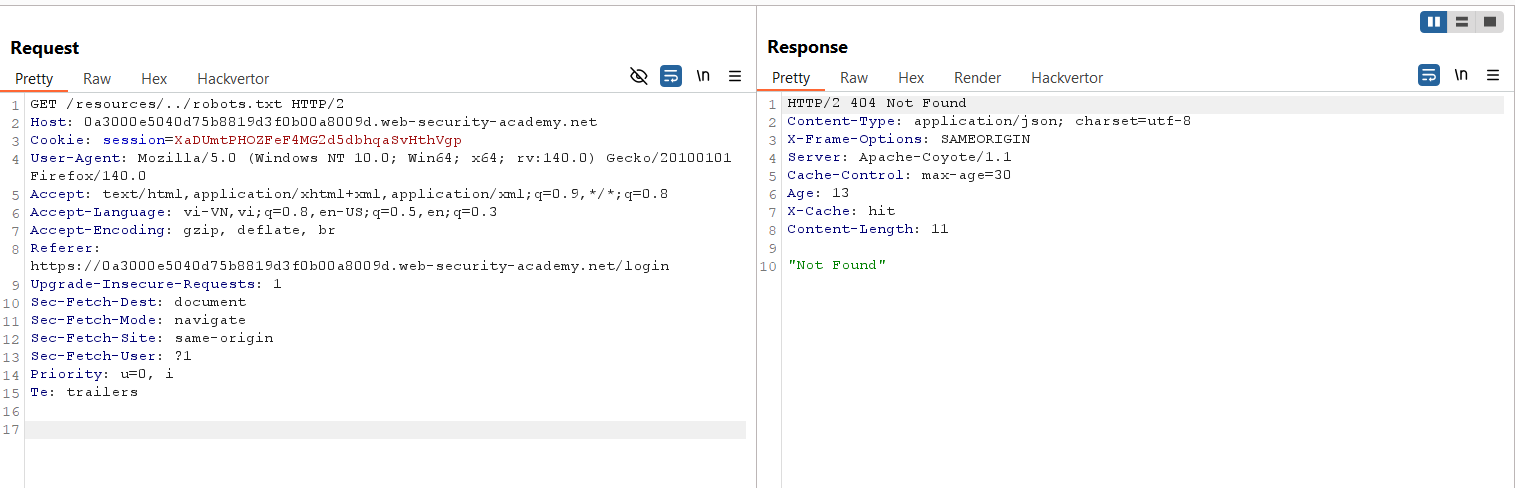 Request
Pretty Raw Hex Hackvertor \n
1 GET /resources/../robots.txt HTTP/2
2 Host: 0a3000e5040d75b8819d3f0b00a8009d.web-security-academy.net
3 Cookie: session=XaDUmtPHOZFeF4MG2d5dbhqaSvHthVgp
4 User-Agent: Mozilla/5.0 (Windows NT 10.0; Win64; x64; rv:140.0) Gecko/20100101
Firefox/140.0
5 Accept: text/html,application/xhtml+xml,application/xml;q=0.9,*/*;q=0.8
6 Accept-Language: vi-VN,vi;q=0.8,en-US;q=0.5,en;q=0.3
7 Accept-Encoding: gzip, deflate, br
8 Referer:
https://0a3000e5040d75b8819d3f0b00a8009d.web-security-academy.net/login
9 Upgrade-Insecure-Requests: 1
10 Sec-Fetch-Dest: document
11 Sec-Fetch-Mode: navigate
12 Sec-Fetch-Site: same-origin
13 Sec-Fetch-User: ?1
14 Priority: u=0, i
15 Te: trailers
16
17
Response
Pretty Raw Hex Render Hackvertor \n
1 HTTP/2 404 Not Found
2 Content-Type: application/json; charset=utf-8
3 X-Frame-Options: SAMEORIGIN
4 Server: Apache-Coyote/1.1
5 Cache-Control: max-age=30
6 Age: 13
7 X-Cache: hit
8 Content-Length: 11
9
10 "Not Found"